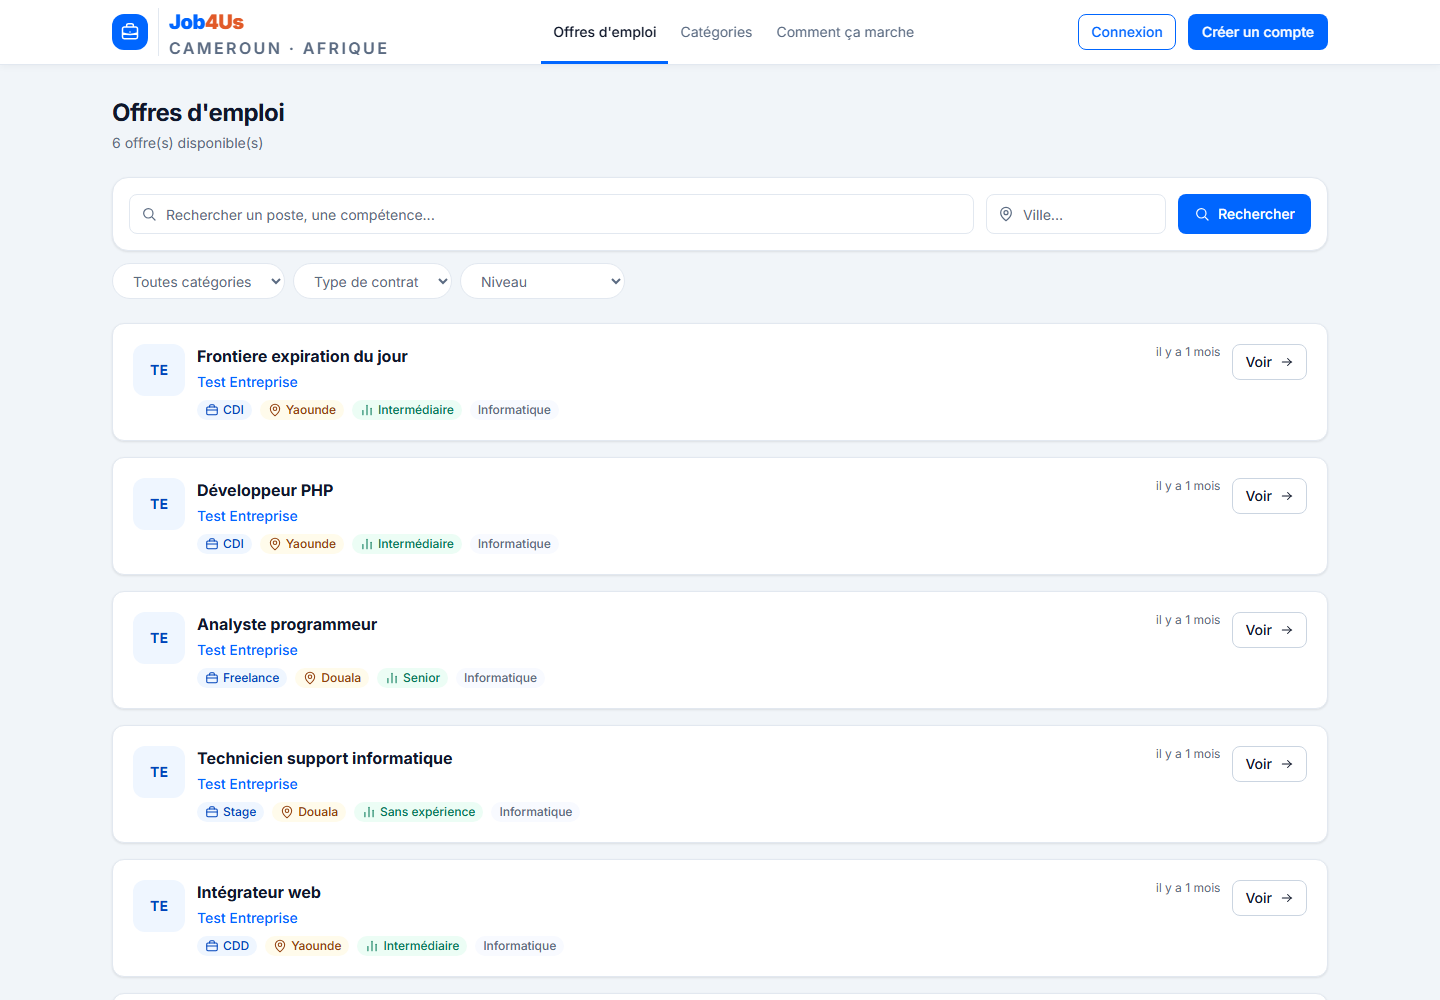 Job4Us
CAMEROUN · AFRIQUE
Offres d'emploi
Catégories
Comment ça marche
Connexion
Créer un compte
Offres d'emploi
6 offre(s) disponible(s)
Rechercher un poste, une compétence...
Ville...
Rechercher
Toutes catégories
Type de contrat
Niveau
TE
Frontiere expiration du jour
Test Entreprise
CDI
Yaounde
Intermédiaire
Informatique
il y a 1 mois
Voir →
TE
Développeur PHP
Test Entreprise
CDI
Yaounde
Intermédiaire
Informatique
il y a 1 mois
Voir →
TE
Analyste programmeur
Test Entreprise
Freelance
Douala
Senior
Informatique
il y a 1 mois
Voir →
TE
Technicien support informatique
Test Entreprise
Stage
Douala
Sans expérience
Informatique
il y a 1 mois
Voir →
TE
Intégrateur web
Test Entreprise
CDD
Yaounde
Intermédiaire
Informatique
il y a 1 mois
Voir →